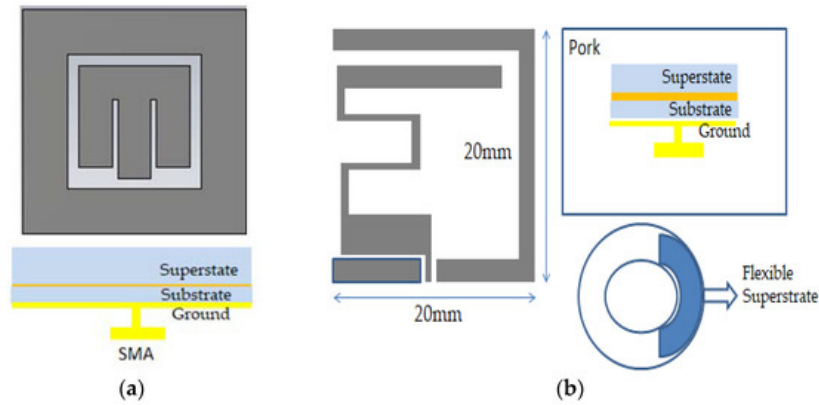 Superstate
Substrate
Ground
SMA
(a)
20mm
20mm
Pork
Superstate
Substrate
Ground
Flexible
Superstrate
(b)